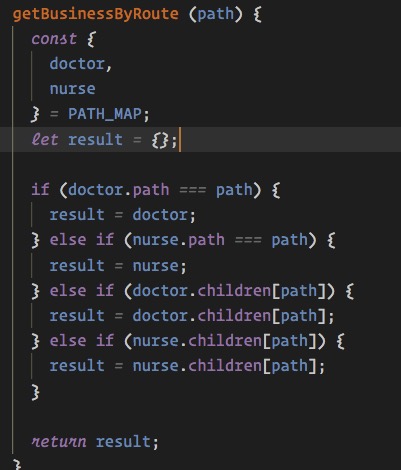 getBusinessByRoute (path) {
  const {
    doctor,
    nurse
  } = PATH_MAP;
  let result = {};

  if (doctor.path === path) {
    result = doctor;
  } else if (nurse.path === path) {
    result = nurse;
  } else if (doctor.children[path]) {
    result = doctor.children[path];
  } else if (nurse.children[path]) {
    result = nurse.children[path];
  }

  return result;
}